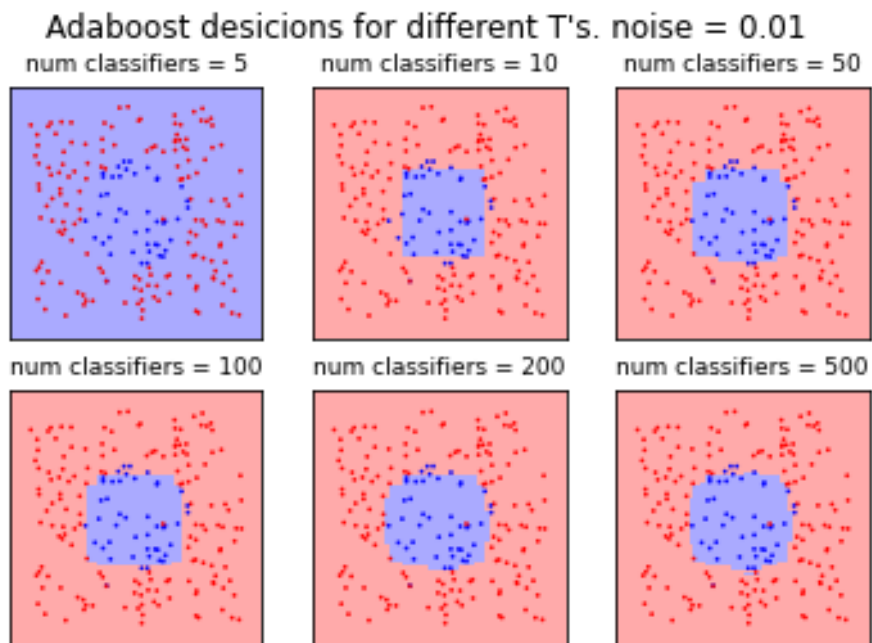 Adaboost desicions for different T's. noise = 0.01
num classifiers = 5
num classifiers = 10
num classifiers = 50
num classifiers = 100
num classifiers = 200
num classifiers = 500